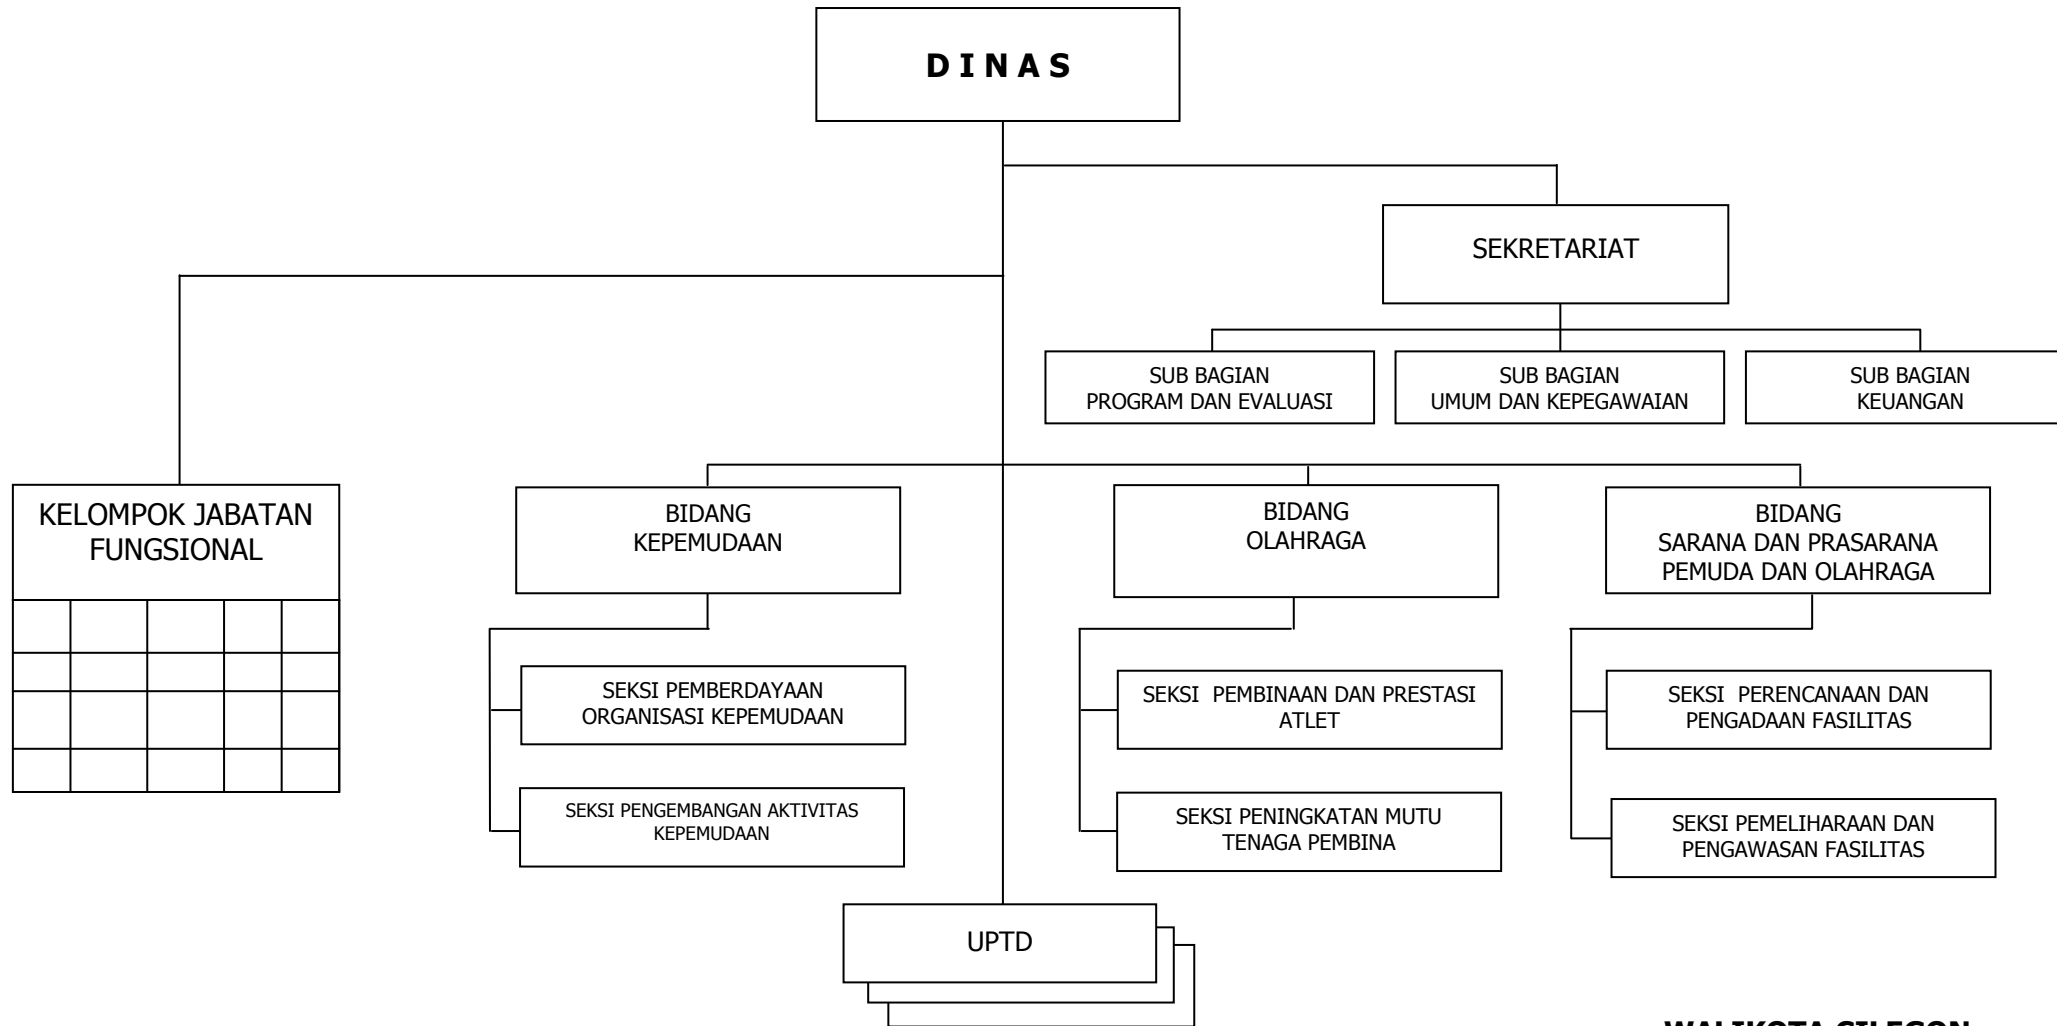 D I N A S
SEKRETARIAT
SUB BAGIAN
PROGRAM DAN EVALUASI
SUB BAGIAN
UMUM DAN KEPEGAWAIAN
SUB BAGIAN
KEUANGAN
KELOMPOK JABATAN
FUNGSIONAL
BIDANG
KEPEMUDAAN
BIDANG
OLAHRAGA
BIDANG
SARANA DAN PRASARANA
PEMUDA DAN OLAHRAGA
SEKSI PEMBERDAYAAN
ORGANISASI KEPEMUDAAN
SEKSI PEMBINAAN DAN PRESTASI
ATLET
SEKSI PERENCANAAN DAN
PENGADAAN FASILITAS
SEKSI PENGEMBANGAN AKTIVITAS
KEPEMUDAAN
SEKSI PENINGKATAN MUTU
TENAGA PEMBINA
SEKSI PEMELIHARAAN DAN
PENGAWASAN FASILITAS
UPTD
WALIKOTA CILEGON